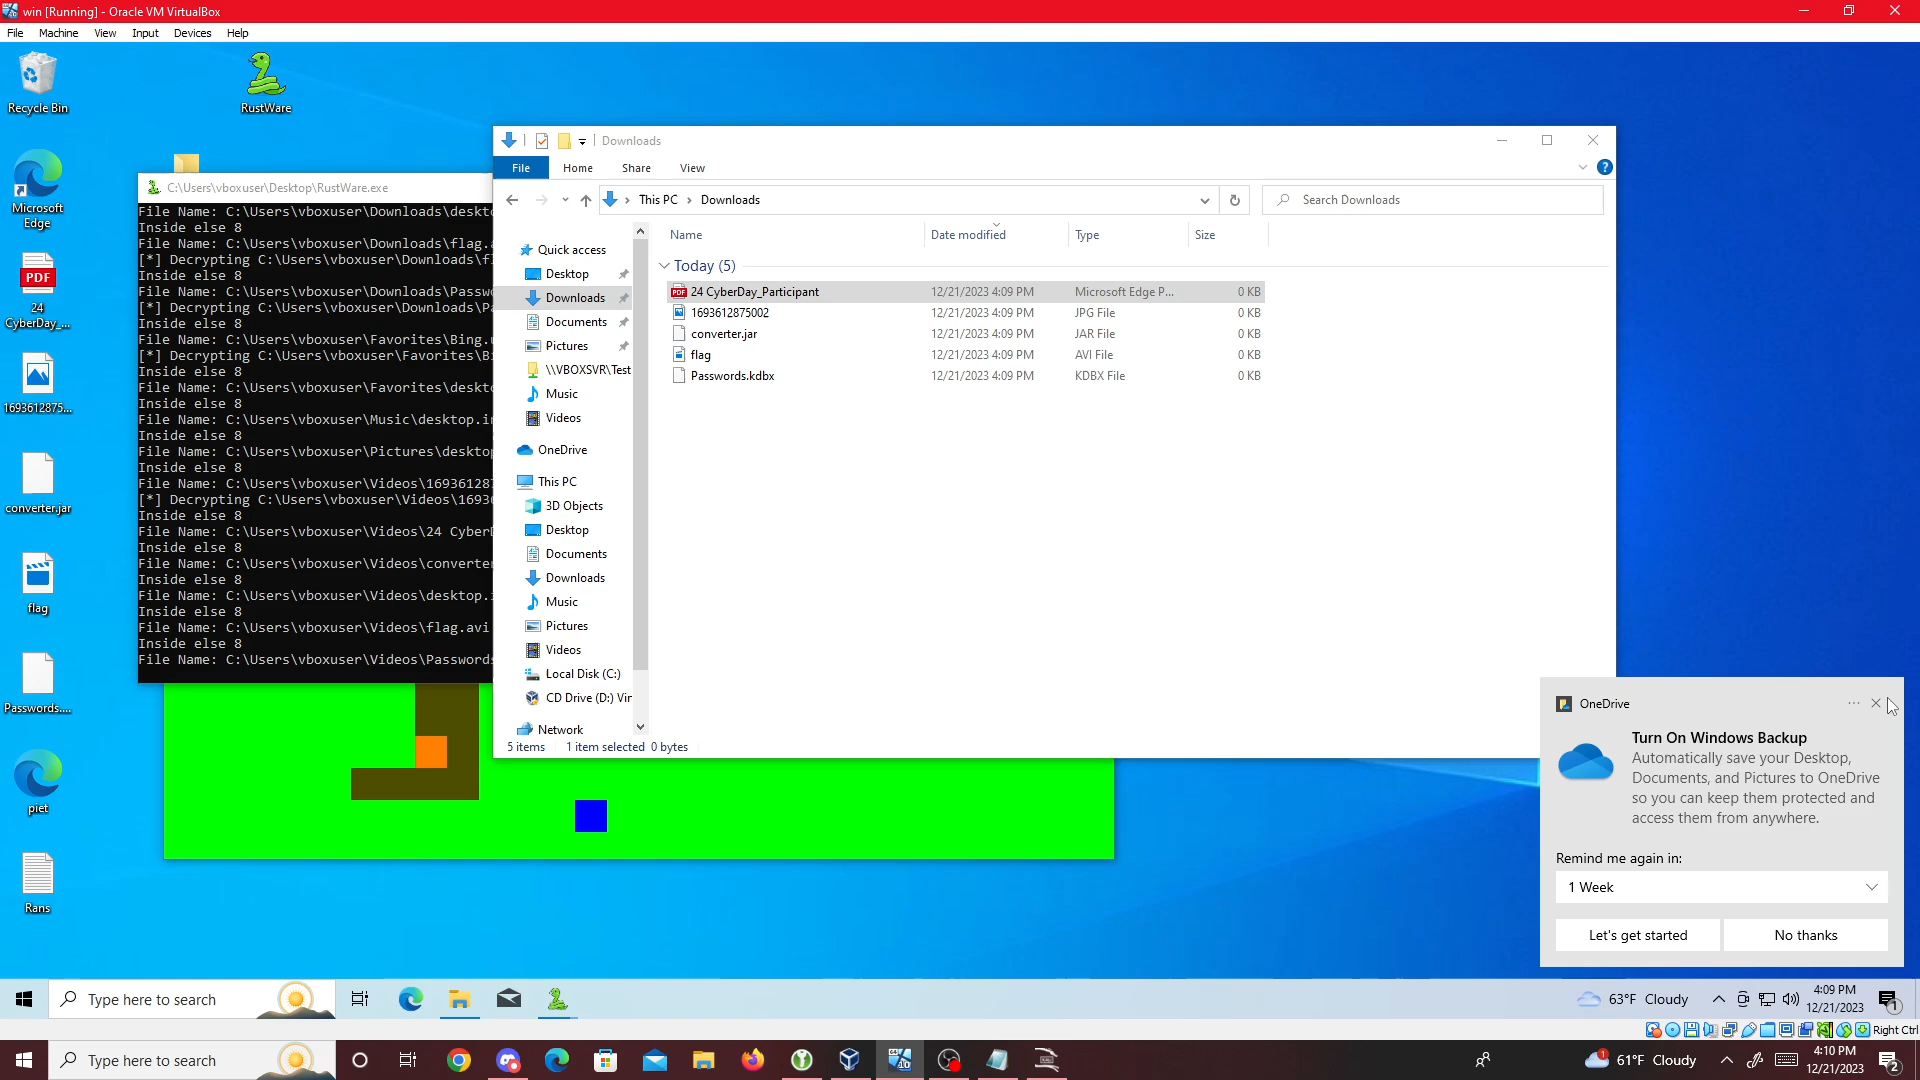 win [Running] - Oracle VM VirtualBox
File Machine View Input Devices Help
Recycle Bin
RustWare
Microsoft
Edge
24
CyberDay_...
1693612875...
converter.jar
flag
Passwords....
piet
Rans
C:\Users\vboxuser\Desktop\RustWare.exe
File Name: C:\Users\vboxuser\Downloads\deskto
Inside else 8
File Name: C:\Users\vboxuser\Downloads\flag.a
[*] Decrypting C:\Users\vboxuser\Downloads\fl
Inside else 8
File Name: C:\Users\vboxuser\Downloads\Passwo
[*] Decrypting C:\Users\vboxuser\Downloads\Pa
Inside else 8
File Name: C:\Users\vboxuser\Favorites\Bing.u
[*] Decrypting C:\Users\vboxuser\Favorites\Bi
Inside else 8
File Name: C:\Users\vboxuser\Favorites\deskto
Inside else 8
File Name: C:\Users\vboxuser\Music\desktop.in
Inside else 8
File Name: C:\Users\vboxuser\Pictures\desktop
Inside else 8
File Name: C:\Users\vboxuser\Videos\169361287
[*] Decrypting C:\Users\vboxuser\Videos\16936
Inside else 8
File Name: C:\Users\vboxuser\Videos\24 CyberD
Inside else 8
File Name: C:\Users\vboxuser\Videos\converter
Inside else 8
File Name: C:\Users\vboxuser\Videos\desktop.i
Inside else 8
File Name: C:\Users\vboxuser\Videos\flag.avi
Inside else 8
File Name: C:\Users\vboxuser\Videos\Passwords
Downloads
File Home Share View
This PC > Downloads
Search Downloads
Quick access
Desktop
Downloads
Documents
Pictures
\\VBOXSVR\Test
Music
Videos
OneDrive
This PC
3D Objects
Desktop
Documents
Downloads
Music
Pictures
Videos
Local Disk (C:)
CD Drive (D:) Vir
Network
Name Date modified Type Size
Today (5)
24 CyberDay_Participant 12/21/2023 4:09 PM Microsoft Edge P... 0 KB
1693612875002 12/21/2023 4:09 PM JPG File 0 KB
converter.jar 12/21/2023 4:09 PM JAR File 0 KB
flag 12/21/2023 4:09 PM AVI File 0 KB
Passwords.kdbx 12/21/2023 4:09 PM KDBX File 0 KB
5 items 1 item selected 0 bytes
OneDrive
Turn On Windows Backup
Automatically save your Desktop,
Documents, and Pictures to OneDrive
so you can keep them protected and
access them from anywhere.
Remind me again in:
1 Week
Let's get started No thanks
Type here to search
63°F Cloudy
4:09 PM
12/21/2023
1
Right Ctrl
Type here to search
61°F Cloudy
4:10 PM
12/21/2023
2